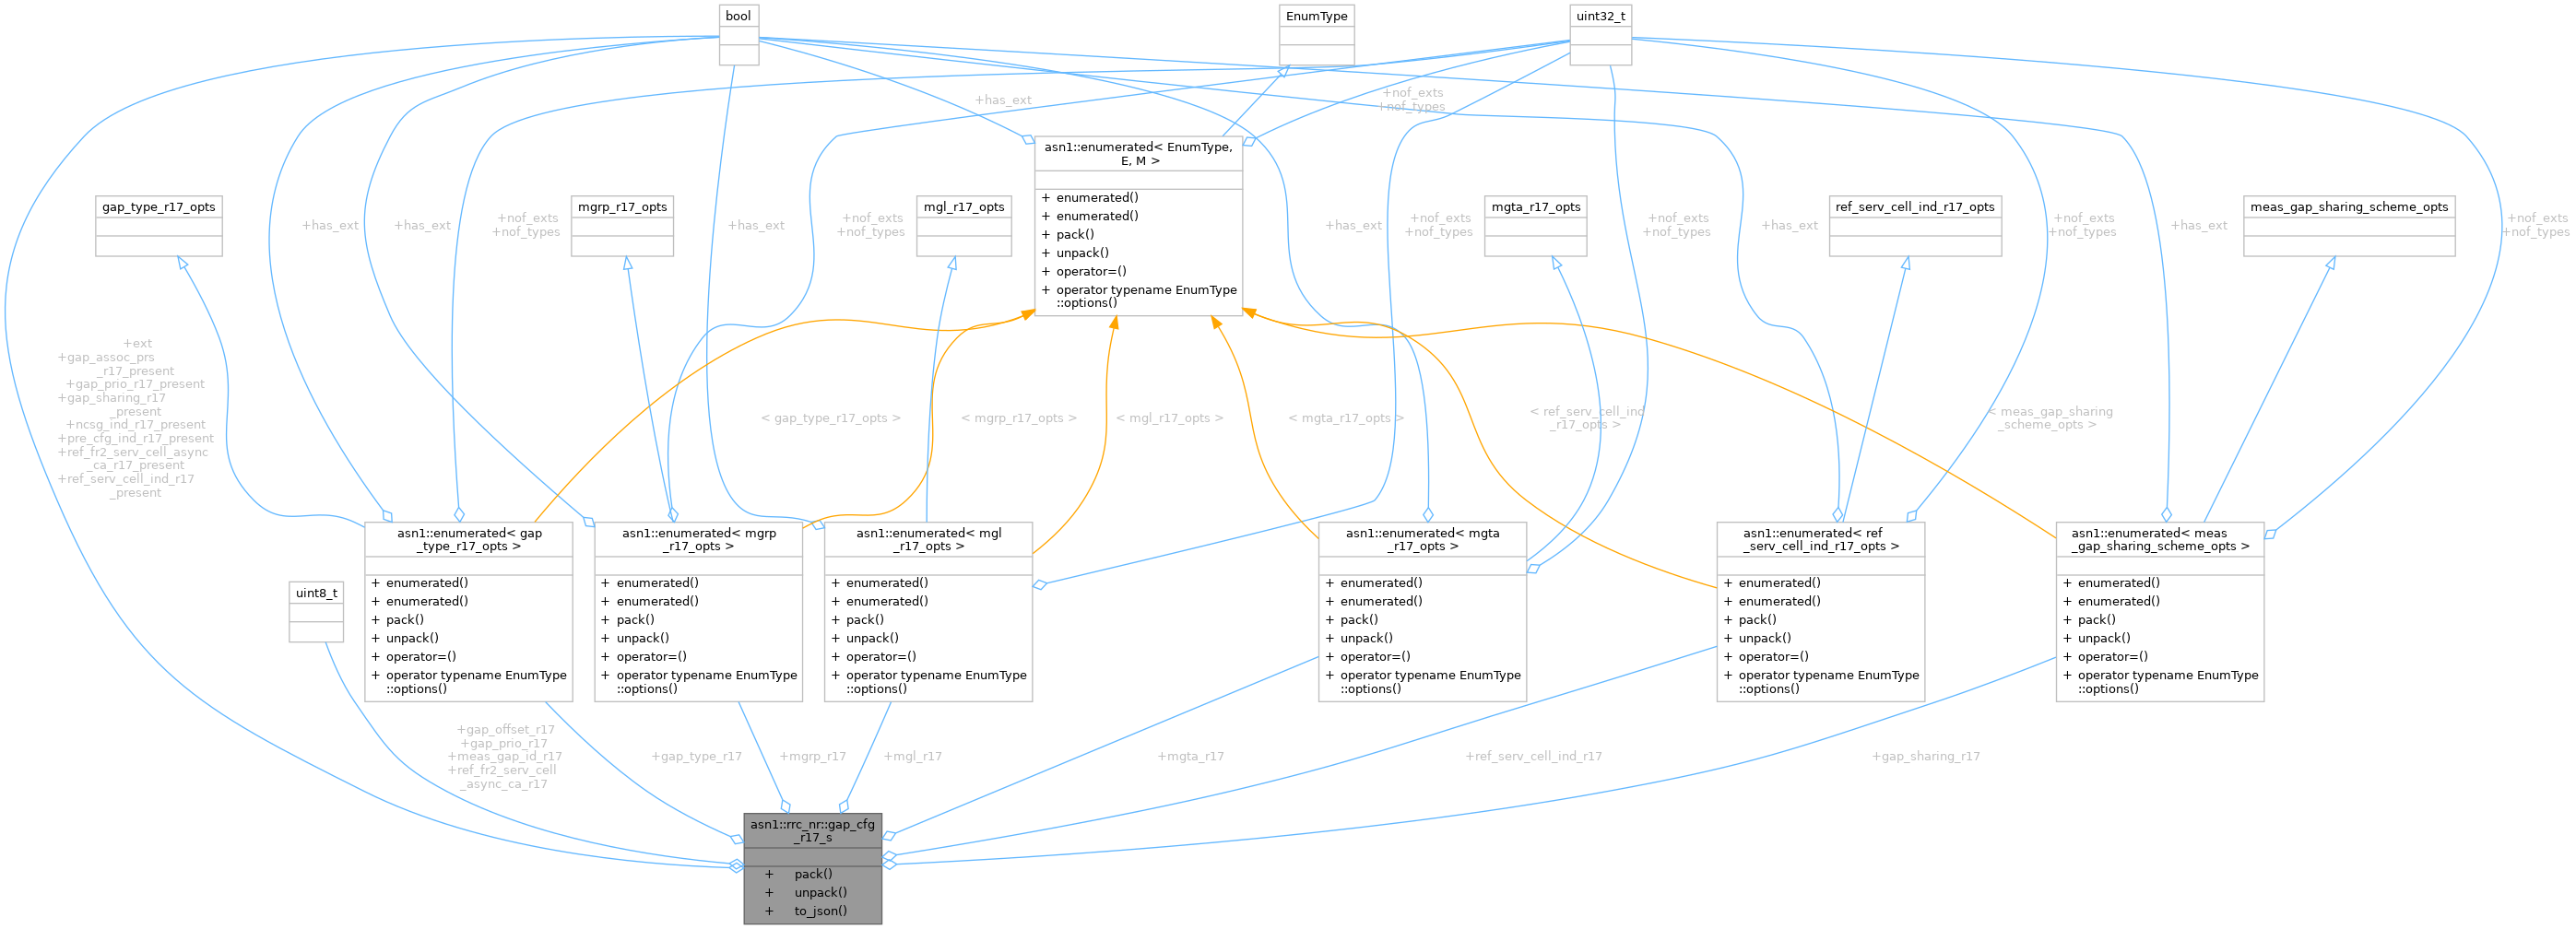 bool
EnumType
uint32_t
+has_ext
+nof_exts
+nof_types
asn1::enumerated< EnumType,
E, M >
+ enumerated()
+ enumerated()
+ pack()
+ unpack()
+ operator=()
+ operator typename EnumType
::options()
gap_type_r17_opts
mgrp_r17_opts
mgl_r17_opts
mgta_r17_opts
ref_serv_cell_ind_r17_opts
meas_gap_sharing_scheme_opts
+has_ext
+has_ext
+nof_exts
+nof_types
+has_ext
+nof_exts
+nof_types
+has_ext
+nof_exts
+nof_types
+nof_exts
+nof_types
+has_ext
+nof_exts
+nof_types
+has_ext
+nof_exts
+nof_types
+ext
+gap_assoc_prs
_r17_present
+gap_prio_r17_present
+gap_sharing_r17
_present
+ncsg_ind_r17_present
+pre_cfg_ind_r17_present
+ref_fr2_serv_cell_async
_ca_r17_present
+ref_serv_cell_ind_r17
_present
< gap_type_r17_opts >
< mgrp_r17_opts >
< mgl_r17_opts >
< mgta_r17_opts >
< ref_serv_cell_ind
_r17_opts >
< meas_gap_sharing
_scheme_opts >
uint8_t
asn1::enumerated< gap
_type_r17_opts >
+ enumerated()
+ enumerated()
+ pack()
+ unpack()
+ operator=()
+ operator typename EnumType
::options()
asn1::enumerated< mgrp
_r17_opts >
+ enumerated()
+ enumerated()
+ pack()
+ unpack()
+ operator=()
+ operator typename EnumType
::options()
asn1::enumerated< mgl
_r17_opts >
+ enumerated()
+ enumerated()
+ pack()
+ unpack()
+ operator=()
+ operator typename EnumType
::options()
asn1::enumerated< mgta
_r17_opts >
+ enumerated()
+ enumerated()
+ pack()
+ unpack()
+ operator=()
+ operator typename EnumType
::options()
asn1::enumerated< ref
_serv_cell_ind_r17_opts >
+ enumerated()
+ enumerated()
+ pack()
+ unpack()
+ operator=()
+ operator typename EnumType
::options()
asn1::enumerated< meas
_gap_sharing_scheme_opts >
+ enumerated()
+ enumerated()
+ pack()
+ unpack()
+ operator=()
+ operator typename EnumType
::options()
+gap_offset_r17
+gap_prio_r17
+meas_gap_id_r17
+ref_fr2_serv_cell
_async_ca_r17
+gap_type_r17
+mgrp_r17
+mgl_r17
+mgta_r17
+ref_serv_cell_ind_r17
+gap_sharing_r17
asn1::rrc_nr::gap_cfg
_r17_s
+ pack()
+ unpack()
+ to_json()